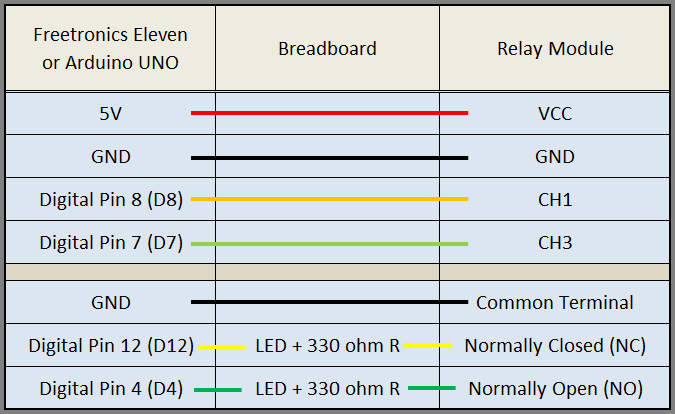 Freetronics Eleven or Arduino UNO Breadboard Relay Module
5V VCC
GND GND
Digital Pin 8 (D8) CH1
Digital Pin 7 (D7) CH3
GND Common Terminal
Digital Pin 12 (D12) LED + 330 ohm R Normally Closed (NC)
Digital Pin 4 (D4) LED + 330 ohm R Normally Open (NO)